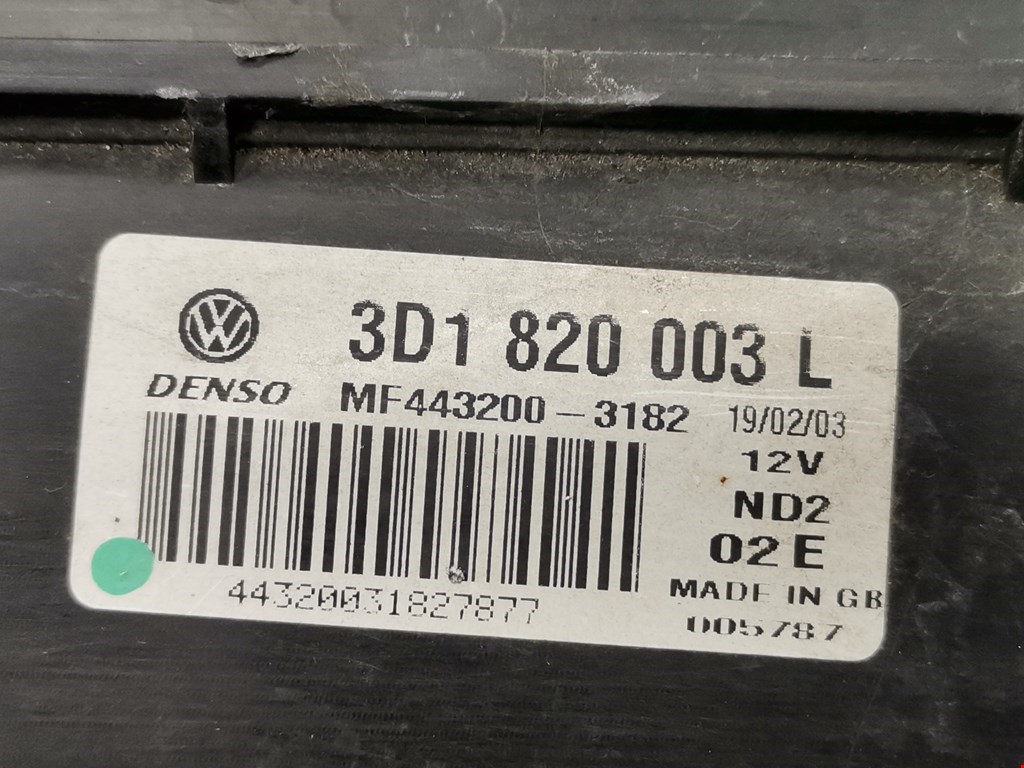 3D1 820 003 L
DENSO MF443200-3182 19/02/03
12V
ND2
02 E
MADE IN GB
44320031827877
005787